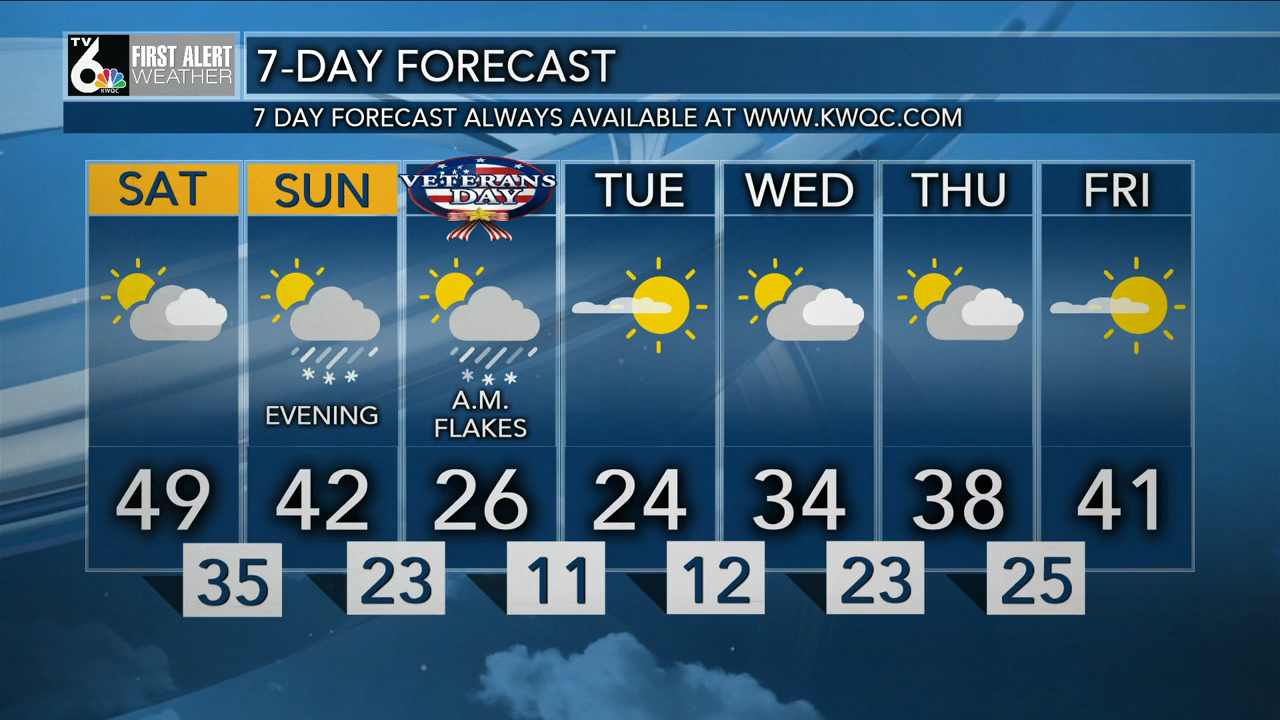 TV
6
KWQC
FIRST ALERT
WEATHER
7-DAY FORECAST
7 DAY FORECAST ALWAYS AVAILABLE AT WWW.KWQC.COM
SAT
SUN
VETERANS
DAY
TUE
WED
THU
FRI
EVENING
A.M.
FLAKES
49
42
26
24
34
38
41
35
23
11
12
23
25